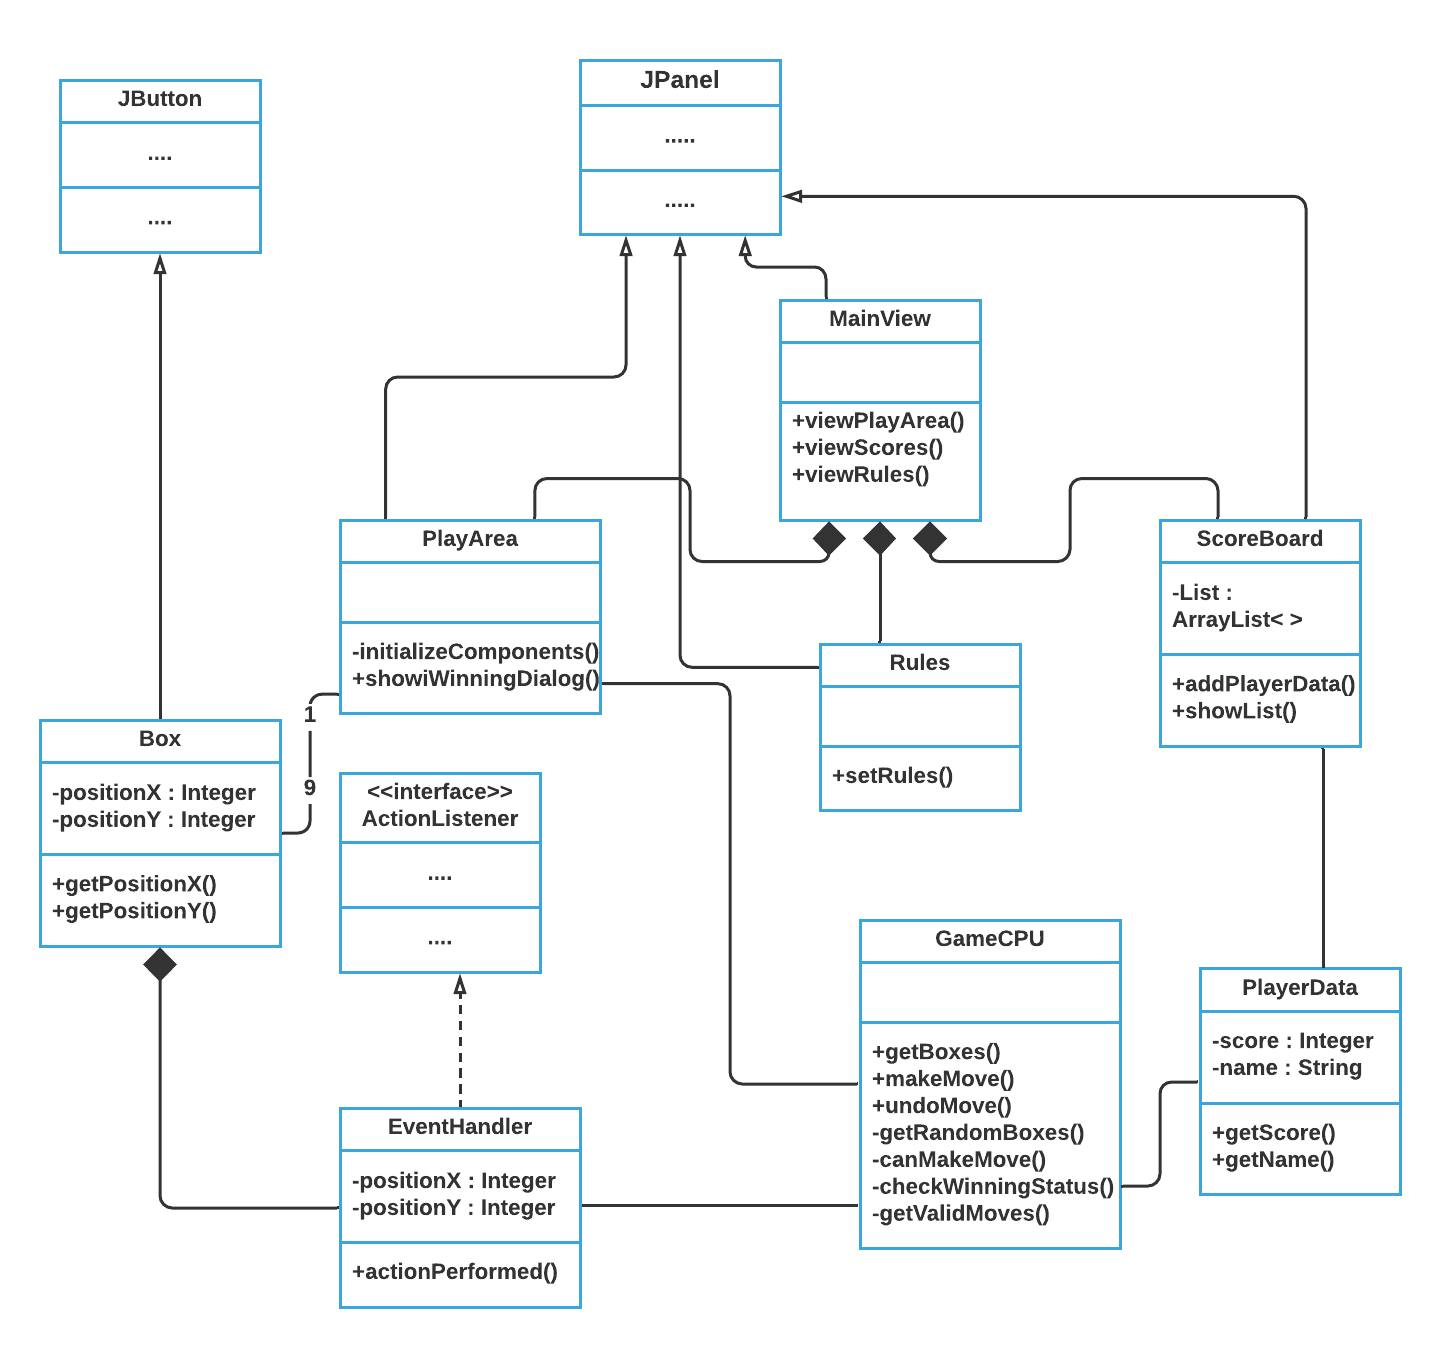 JButton
....
....
JPanel
.....
.....
MainView
+viewPlayArea()
+viewScores()
+viewRules()
PlayArea
-initializeComponents()
+showiWinningDialog()
ScoreBoard
-List :
ArrayList< >
+addPlayerData()
+showList()
Rules
+setRules()
1
9
Box
-positionX : Integer
-positionY : Integer
+getPositionX()
+getPositionY()
<<interface>>
ActionListener
....
....
GameCPU
+getBoxes()
+makeMove()
+undoMove()
-getRandomBoxes()
-canMakeMove()
-checkWinningStatus()
-getValidMoves()
PlayerData
-score : Integer
-name : String
+getScore()
+getName()
EventHandler
-positionX : Integer
-positionY : Integer
+actionPerformed()